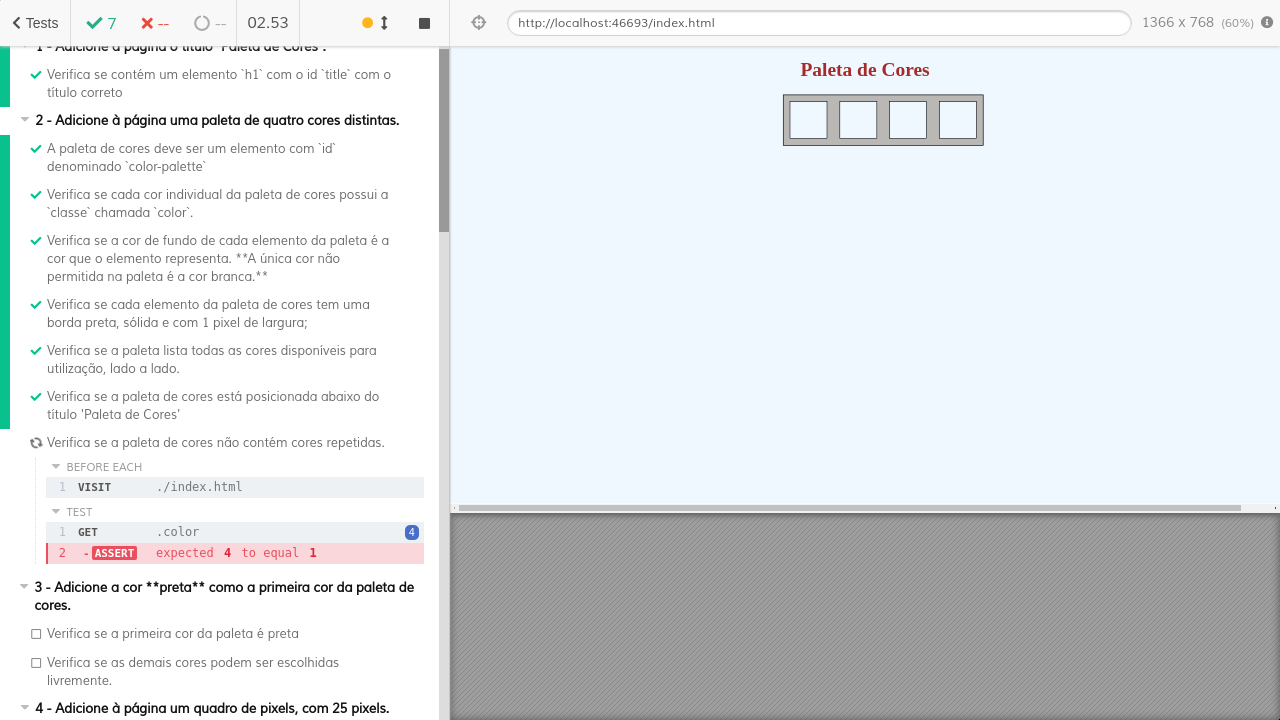 Tests
7
--
--
02.53
http://localhost:46693/index.html
1366 x 768 (60%)
1 - Adicione à página o título "Paleta de Cores".
Verifica se contém um elemento `h1` com o id `title` com o
título correto
2 - Adicione à página uma paleta de quatro cores distintas.
A paleta de cores deve ser um elemento com `id`
denominado `color-palette`
Verifica se cada cor individual da paleta de cores possui a
`classe` chamada `color`.
Verifica se a cor de fundo de cada elemento da paleta é a
cor que o elemento representa. **A única cor não
permitida na paleta é a cor branca.**
Verifica se cada elemento da paleta de cores tem uma
borda preta, sólida e com 1 pixel de largura;
Verifica se a paleta lista todas as cores disponíveis para
utilização, lado a lado.
Verifica se a paleta de cores está posicionada abaixo do
título 'Paleta de Cores'
Verifica se a paleta de cores não contém cores repetidas.
BEFORE EACH
1 VISIT ./index.html
TEST
1 GET .color 4
2 -ASSERT expected 4 to equal 1
3 - Adicione a cor **preta** como a primeira cor da paleta de
cores.
Verifica se a primeira cor da paleta é preta
Verifica se as demais cores podem ser escolhidas
livremente.
4 - Adicione à página um quadro de pixels, com 25 pixels.
Paleta de Cores